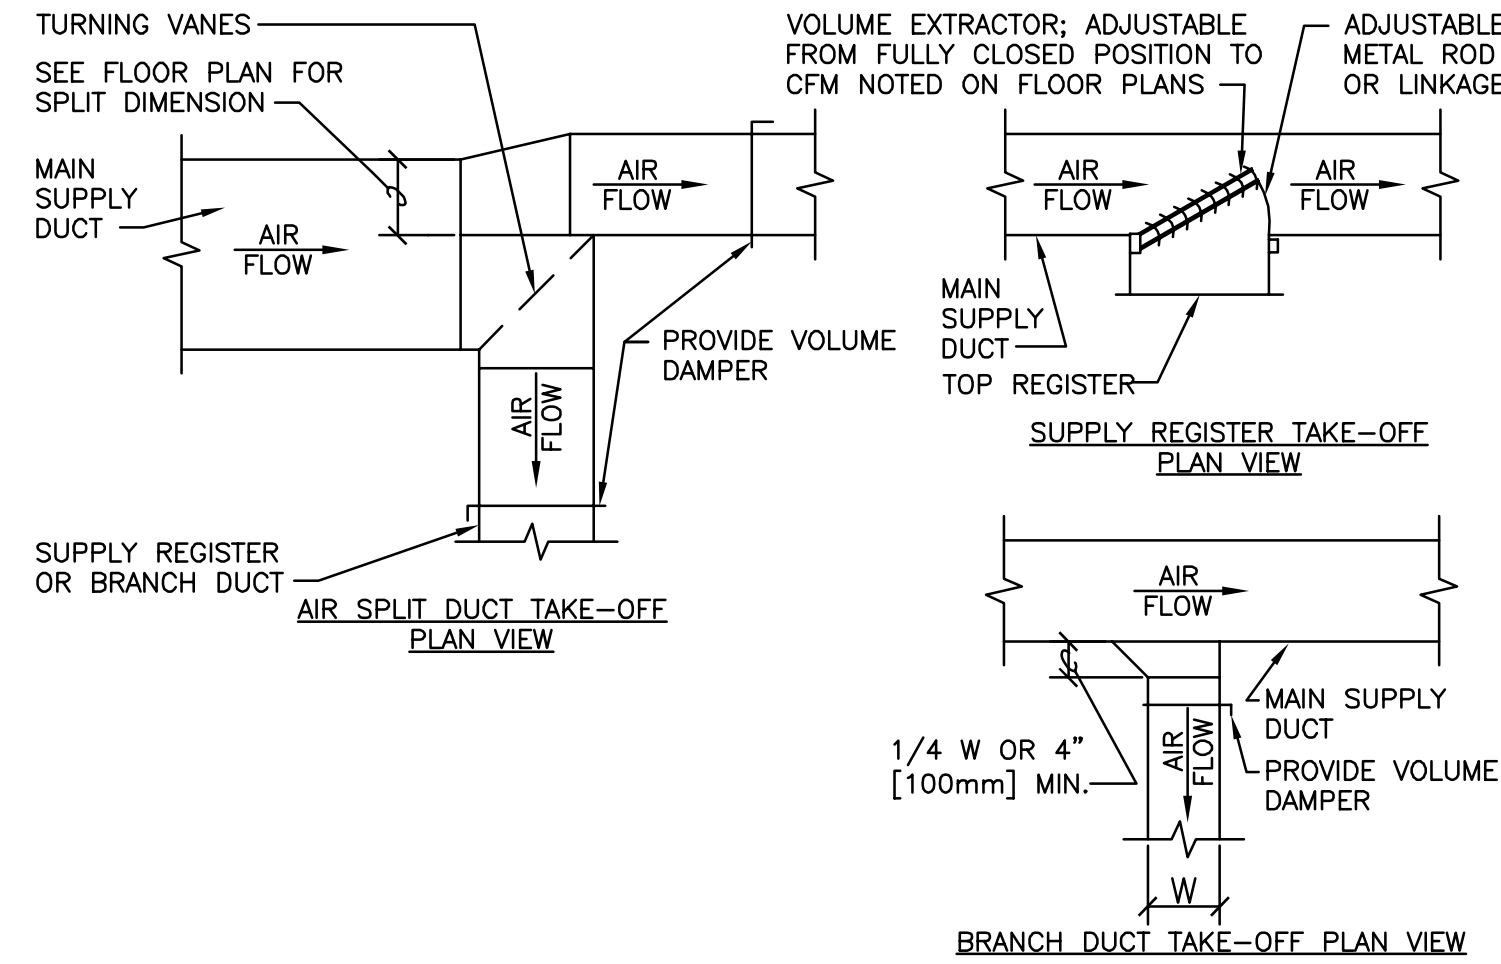 TURNING VANES
SEE FLOOR PLAN FOR
SPLIT DIMENSION
MAIN
SUPPLY
DUCT
AIR
FLOW
AIR
FLOW
AIR
FLOW
PROVIDE VOLUME
DAMPER
SUPPLY REGISTER
OR BRANCH DUCT
AIR SPLIT DUCT TAKE-OFF
PLAN VIEW
VOLUME EXTRACTOR; ADJUSTABLE
FROM FULLY CLOSED POSITION TO
CFM NOTED ON FLOOR PLANS
ADJUSTABLE
METAL ROD
OR LINKAGE
AIR
FLOW
AIR
FLOW
MAIN
SUPPLY
DUCT
TOP REGISTER
SUPPLY REGISTER TAKE-OFF
PLAN VIEW
AIR
FLOW
MAIN SUPPLY
DUCT
1/4 W OR 4"
[100mm] MIN.
AIR
FLOW
PROVIDE VOLUME
DAMPER
W
BRANCH DUCT TAKE-OFF PLAN VIEW